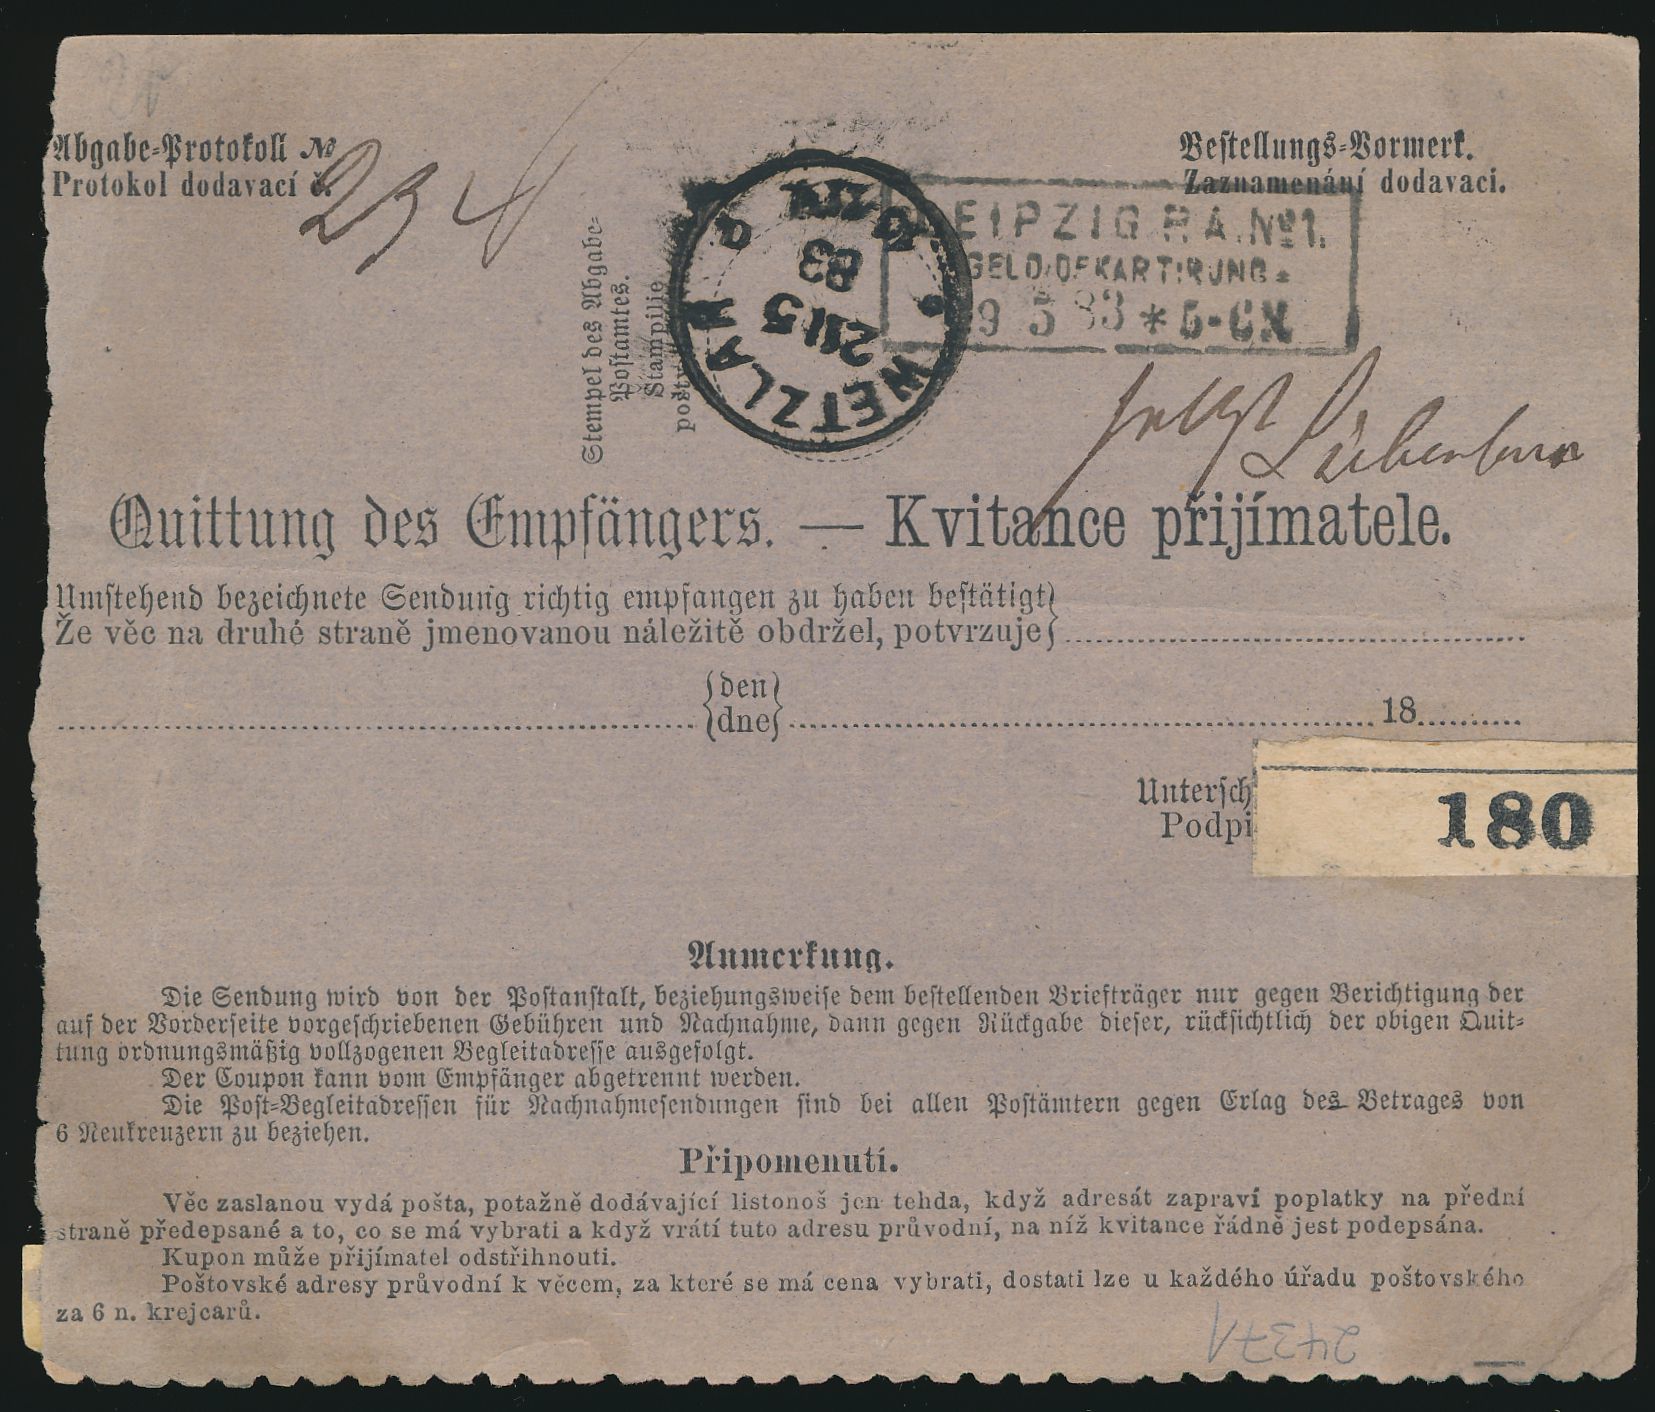 Abgabe-Protokoll №
Protokol dodavací č.
234
Stempel des Abgabe-
Postamtes.
Štampilie
pošty
WETZLAR
21 5
83
Bestellungs-Vormerk.
Zaznamenání dodavaci.
LEIPZIG P.A. №1.
GELD-DEKARTIRUNG
9 5 83 * 5-6N
selbst
Quittung des Empfängers. — Kvitance přijímatele.
Umstehend bezeichnete Sendung richtig empfangen zu haben bestätigt
Že věc na druhé straně jmenovanou náležitě obdržel, potvrzuje
den
dne
18
Untersch
Podpi
180
Anmerkung.
Die Sendung wird von der Postanstalt, beziehungsweise dem bestellenden Briefträger nur gegen Berichtigung der
auf der Vorderseite vorgeschriebenen Gebühren und Nachnahme, dann gegen Rückgabe dieser, rücksichtlich der obigen Quit-
tung ordnungsmäßig vollzogenen Begleitadresse ausgefolgt.
Der Coupon kann vom Empfänger abgetrennt werden.
Die Post-Begleitadressen für Nachnahmesendungen sind bei allen Postämtern gegen Erlag des Betrages von
6 Neukreuzern zu beziehen.
Připomenutí.
Věc zaslanou vydá pošta, potažně dodávající listonoš jen tehda, když adresát zapraví poplatky na přední
straně předepsané a to, co se má vybrati a když vrátí tuto adresu průvodní, na níž kvitance řádně jest podepsána.
Kupon může přijímatel odstřihnouti.
Poštovské adresy průvodní k věcem, za které se má cena vybrati, dostati lze u každého úřadu poštovského
za 6 n. krejcarů.
24371